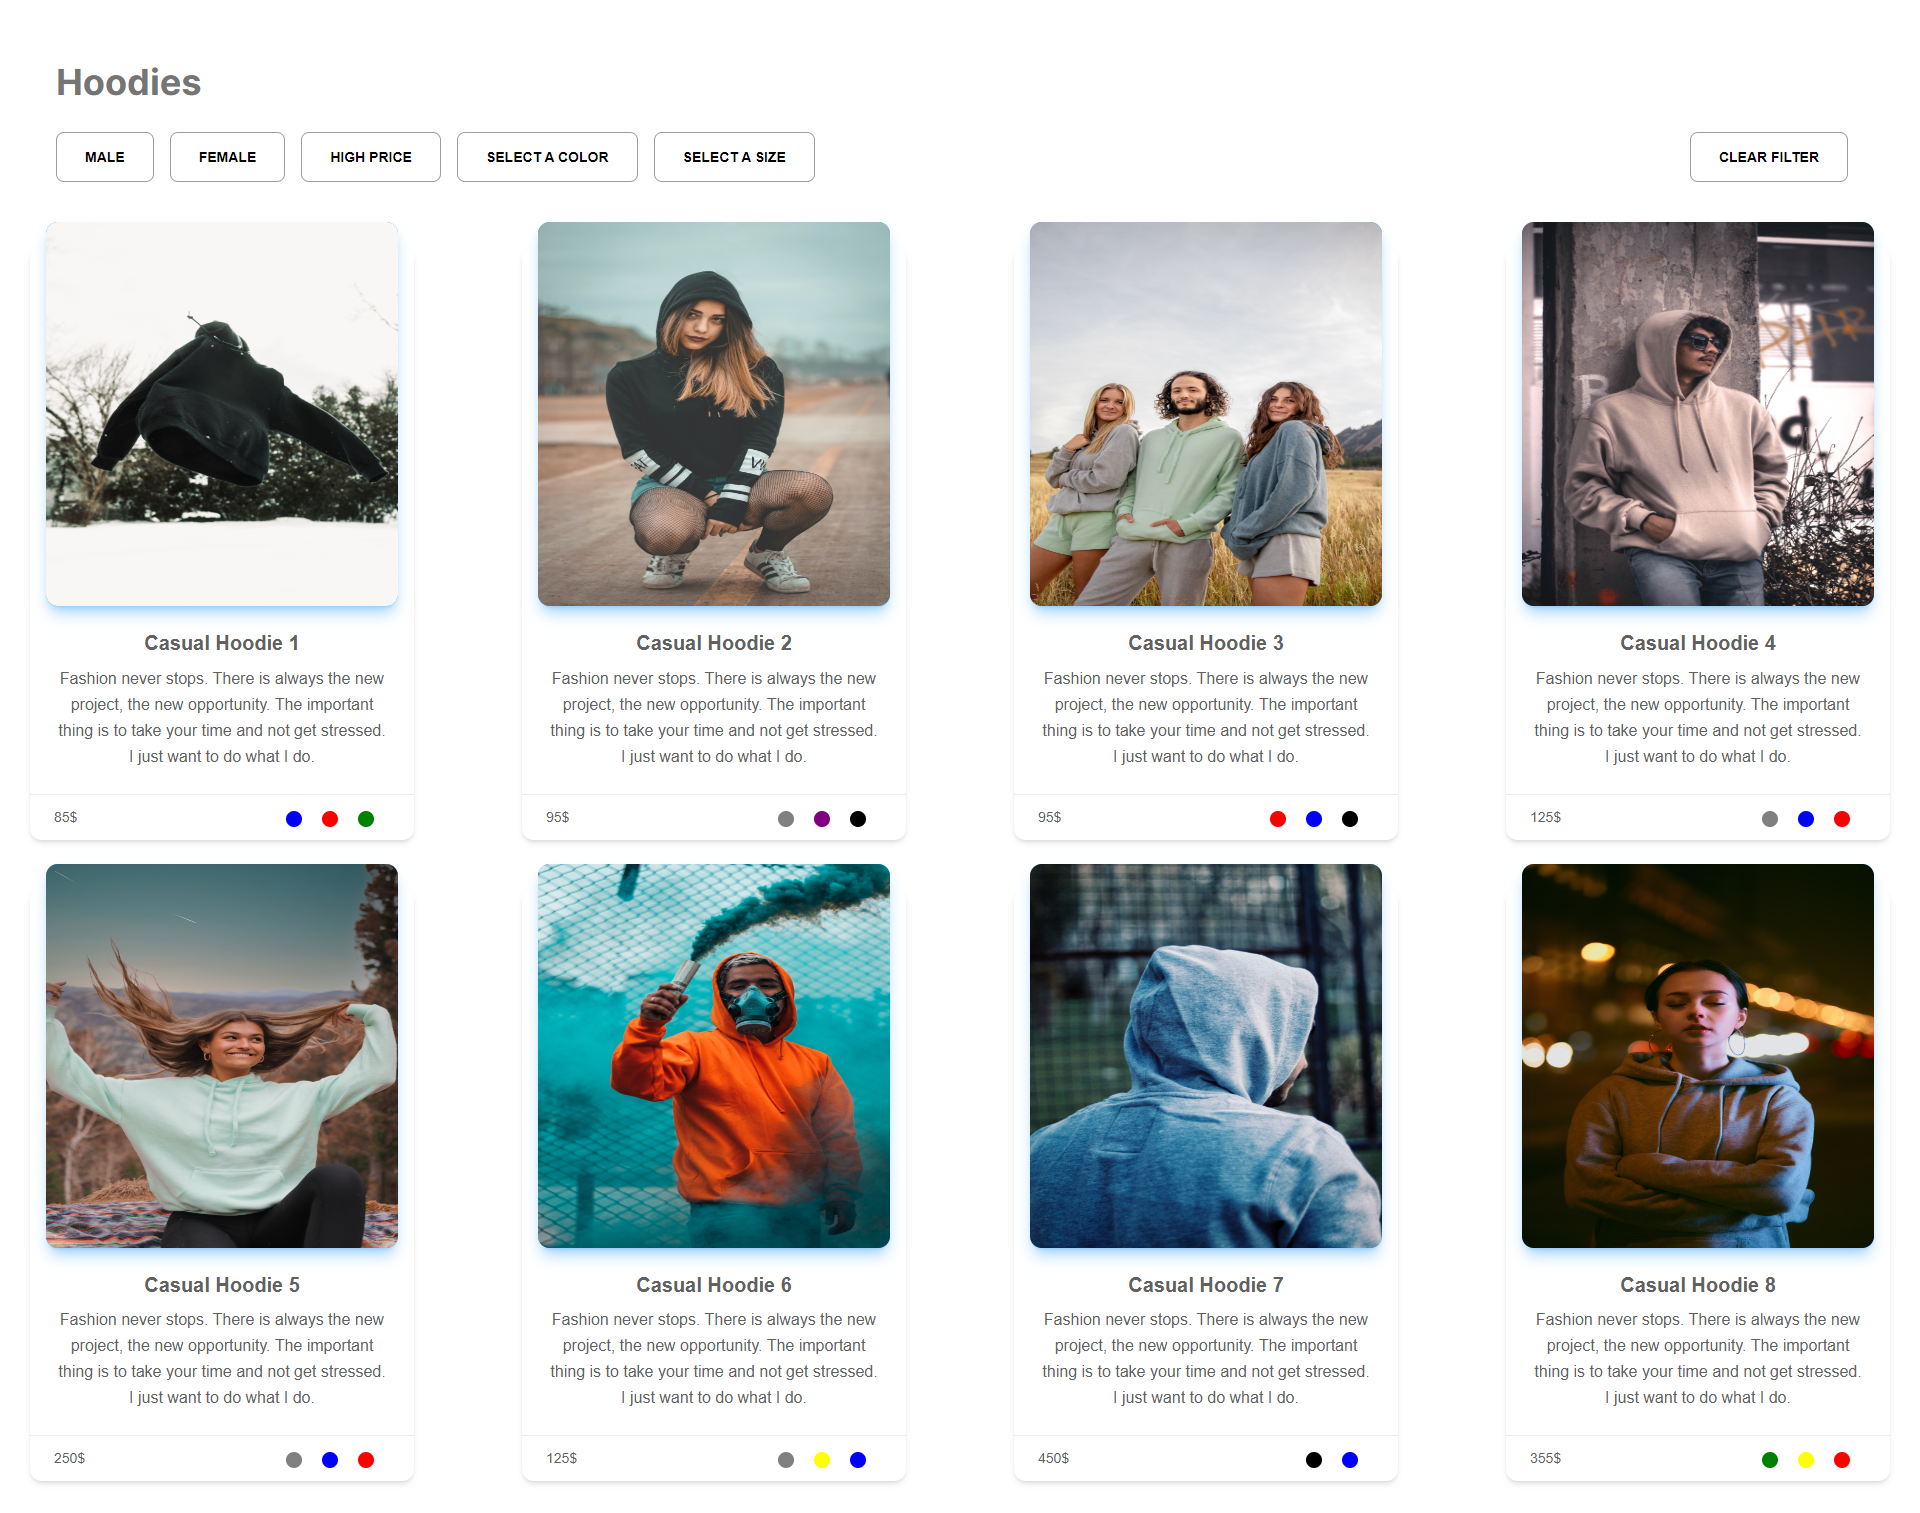 Hoodies
MALE
FEMALE
HIGH PRICE
SELECT A COLOR
SELECT A SIZE
CLEAR FILTER
Casual Hoodie 1
Fashion never stops. There is always the new
project, the new opportunity. The important
thing is to take your time and not get stressed.
I just want to do what I do.
85$
Casual Hoodie 2
Fashion never stops. There is always the new
project, the new opportunity. The important
thing is to take your time and not get stressed.
I just want to do what I do.
95$
Casual Hoodie 3
Fashion never stops. There is always the new
project, the new opportunity. The important
thing is to take your time and not get stressed.
I just want to do what I do.
95$
Casual Hoodie 4
Fashion never stops. There is always the new
project, the new opportunity. The important
thing is to take your time and not get stressed.
I just want to do what I do.
125$
Casual Hoodie 5
Fashion never stops. There is always the new
project, the new opportunity. The important
thing is to take your time and not get stressed.
I just want to do what I do.
250$
Casual Hoodie 6
Fashion never stops. There is always the new
project, the new opportunity. The important
thing is to take your time and not get stressed.
I just want to do what I do.
125$
Casual Hoodie 7
Fashion never stops. There is always the new
project, the new opportunity. The important
thing is to take your time and not get stressed.
I just want to do what I do.
450$
Casual Hoodie 8
Fashion never stops. There is always the new
project, the new opportunity. The important
thing is to take your time and not get stressed.
I just want to do what I do.
355$